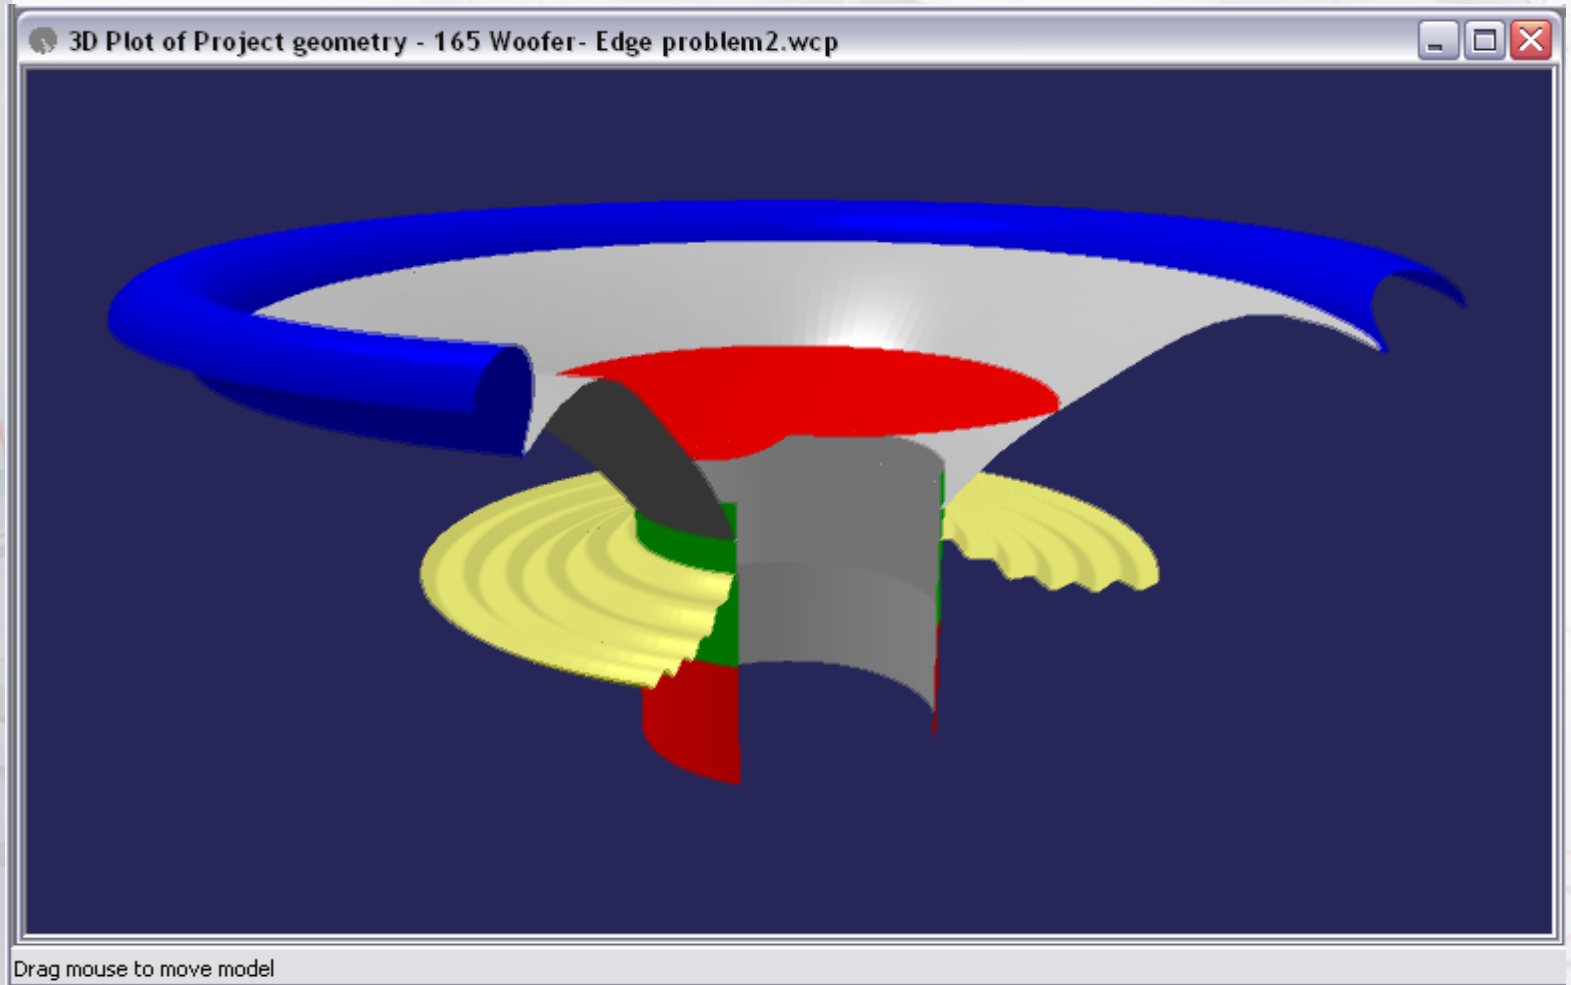 3D Plot of Project geometry - 165 Woofer- Edge problem2.wcp
Drag mouse to move model